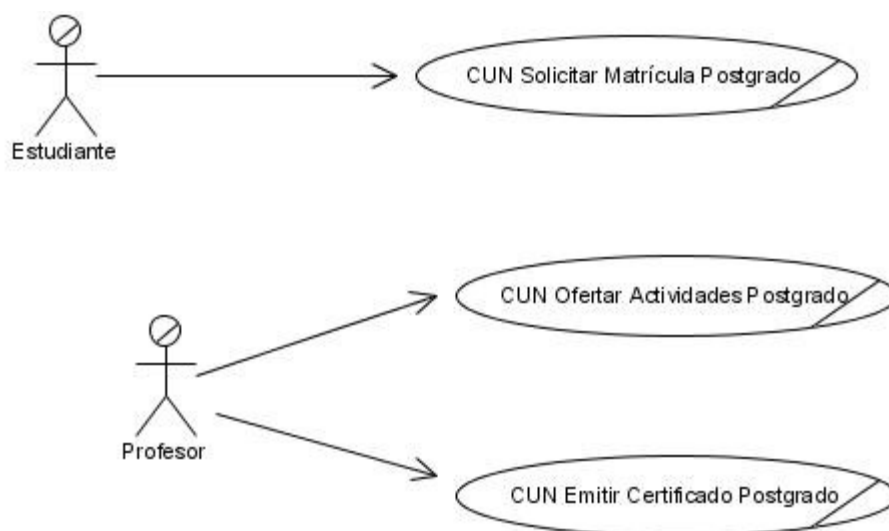 CUN Solicitar Matrícula Postgrado
Estudiante
CUN Ofertar Actividades Postgrado
Profesor
CUN Emitir Certificado Postgrado